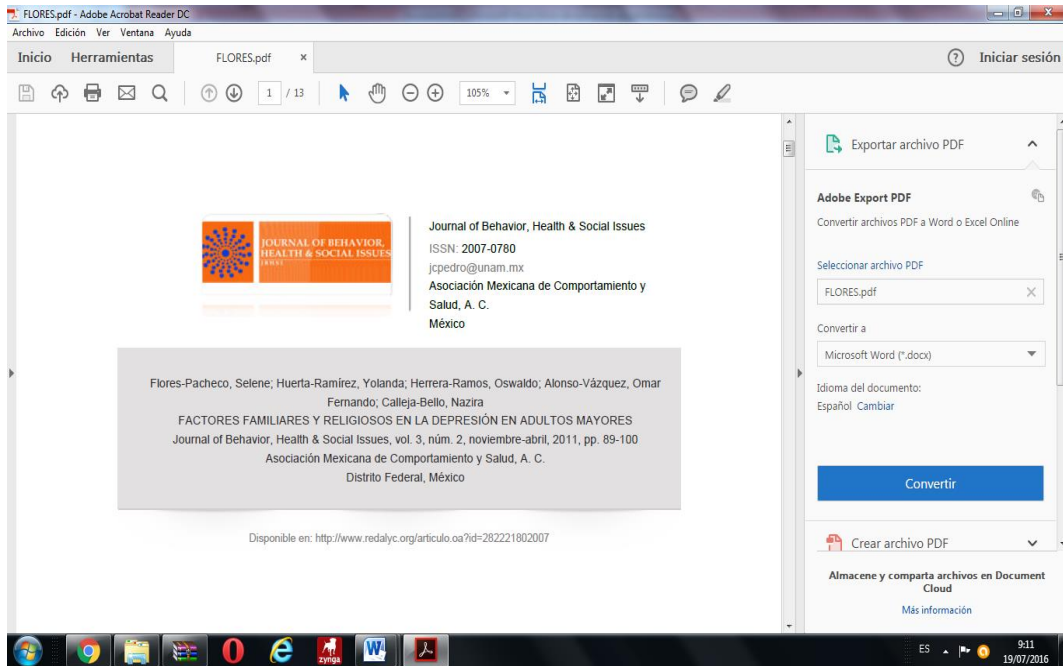 FLORES.pdf - Adobe Acrobat Reader DC
Archivo Edición Ver Ventana Ayuda
Inicio Herramientas FLORES.pdf × Iniciar sesión
1 / 13 105%
Exportar archivo PDF
Adobe Export PDF
Convertir archivos PDF a Word o Excel Online
Seleccionar archivo PDF
FLORES.pdf
Convertir a
Microsoft Word (*.docx)
Idioma del documento:
Español Cambiar
Convertir
Crear archivo PDF
Almacene y comparta archivos en Document
Cloud
Más información
JOURNAL OF BEHAVIOR,
HEALTH & SOCIAL ISSUES
Journal of Behavior, Health & Social Issues
ISSN: 2007-0780
jcpedro@unam.mx
Asociación Mexicana de Comportamiento y
Salud, A. C.
México
Flores-Pacheco, Selene; Huerta-Ramírez, Yolanda; Herrera-Ramos, Oswaldo; Alonso-Vázquez, Omar
Fernando; Calleja-Bello, Nazira
FACTORES FAMILIARES Y RELIGIOSOS EN LA DEPRESIÓN EN ADULTOS MAYORES
Journal of Behavior, Health & Social Issues, vol. 3, núm. 2, noviembre-abril, 2011, pp. 89-100
Asociación Mexicana de Comportamiento y Salud, A. C.
Distrito Federal, México
Disponible en: http://www.redalyc.org/articulo.oa?id=282221802007
zynga
ES
9:11
19/07/2016